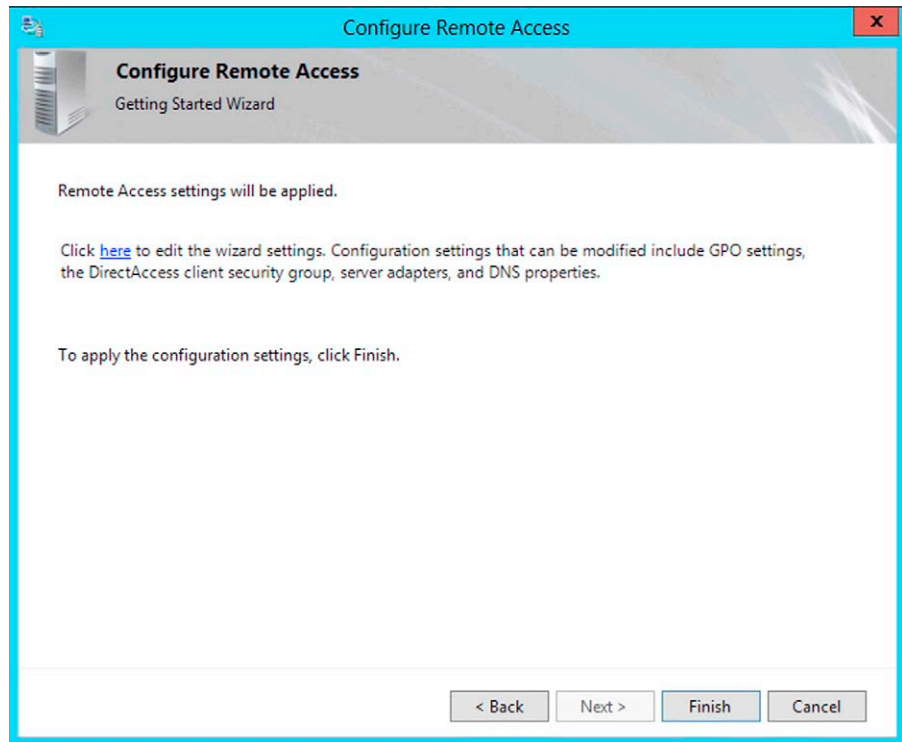 Configure Remote Access
X
Configure Remote Access
Getting Started Wizard
Remote Access settings will be applied.
Click here to edit the wizard settings. Configuration settings that can be modified include GPO settings,
the DirectAccess client security group, server adapters, and DNS properties.
To apply the configuration settings, click Finish.
< Back
Next >
Finish
Cancel